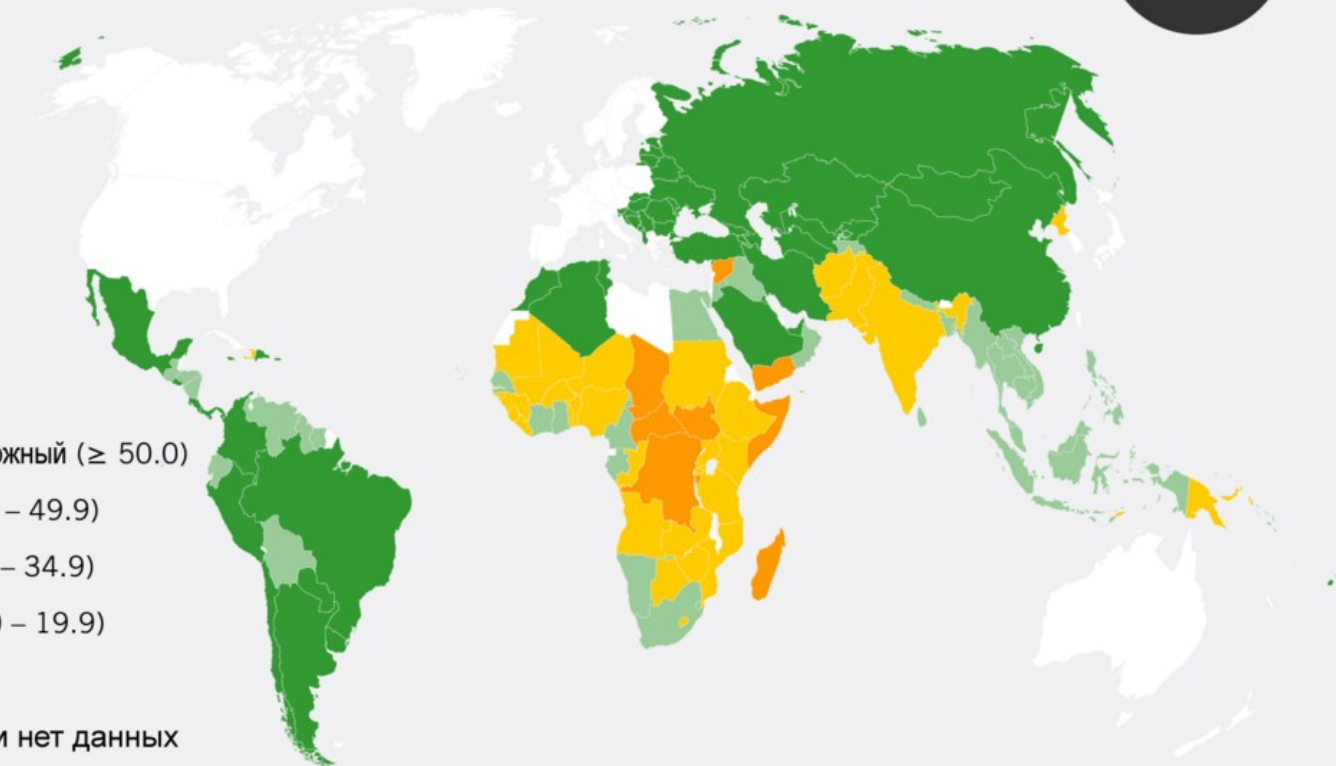 жный (≥ 50.0)
– 49.9)
– 34.9)
) – 19.9)
и нет данных